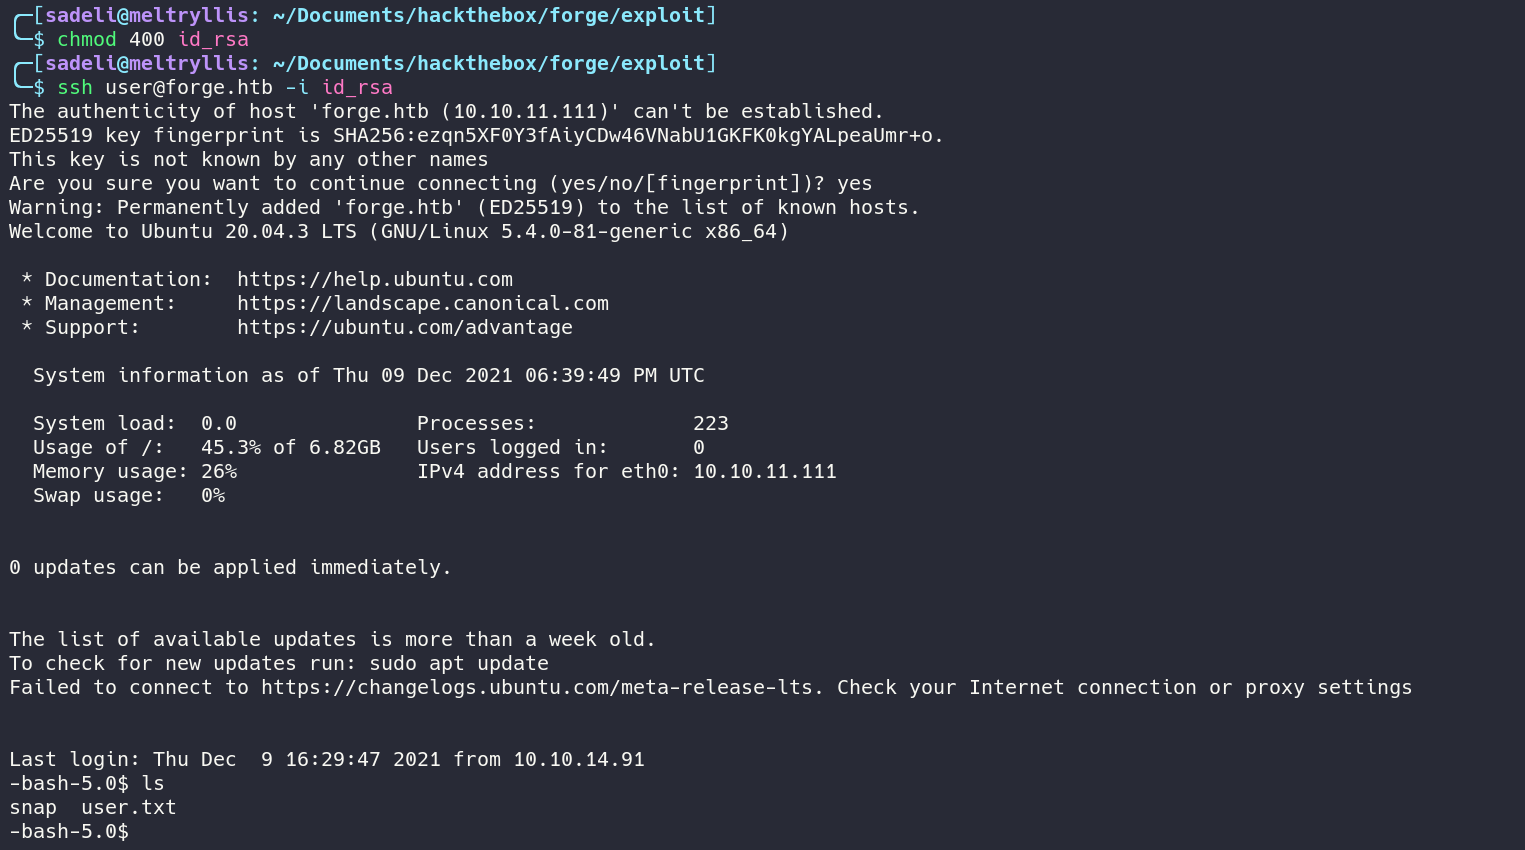 [sadeli@meltryllis: ~/Documents/hackthebox/forge/exploit]
$ chmod 400 id_rsa
[sadeli@meltryllis: ~/Documents/hackthebox/forge/exploit]
$ ssh user@forge.htb -i id_rsa
The authenticity of host 'forge.htb (10.10.11.111)' can't be established.
ED25519 key fingerprint is SHA256:ezqn5XF0Y3fAiyCDw46VNabU1GKFK0kgYALpeaUmr+o.
This key is not known by any other names
Are you sure you want to continue connecting (yes/no/[fingerprint])? yes
Warning: Permanently added 'forge.htb' (ED25519) to the list of known hosts.
Welcome to Ubuntu 20.04.3 LTS (GNU/Linux 5.4.0-81-generic x86_64)

 * Documentation:  https://help.ubuntu.com
 * Management:     https://landscape.canonical.com
 * Support:        https://ubuntu.com/advantage

  System information as of Thu 09 Dec 2021 06:39:49 PM UTC

  System load:  0.0               Processes:             223
  Usage of /:   45.3% of 6.82GB   Users logged in:       0
  Memory usage: 26%               IPv4 address for eth0: 10.10.11.111
  Swap usage:   0%

0 updates can be applied immediately.

The list of available updates is more than a week old.
To check for new updates run: sudo apt update
Failed to connect to https://changelogs.ubuntu.com/meta-release-lts. Check your Internet connection or proxy settings

Last login: Thu Dec  9 16:29:47 2021 from 10.10.14.91
-bash-5.0$ ls
snap  user.txt
-bash-5.0$